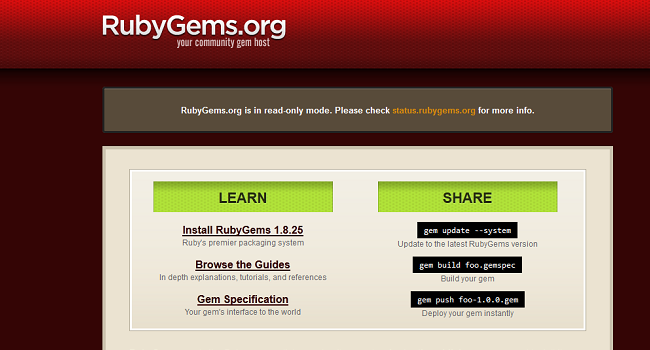 RubyGems.org
your community gem host
RubyGems.org is in read-only mode. Please check status.rubygems.org for more info.
LEARN
Install RubyGems 1.8.25
Ruby's premier packaging system
Browse the Guides
In depth explanations, tutorials, and references
Gem Specification
Your gem's interface to the world
SHARE
gem update --system
Update to the latest RubyGems version
gem build foo.gemspec
Build your gem
gem push foo-1.0.0.gem
Deploy your gem instantly